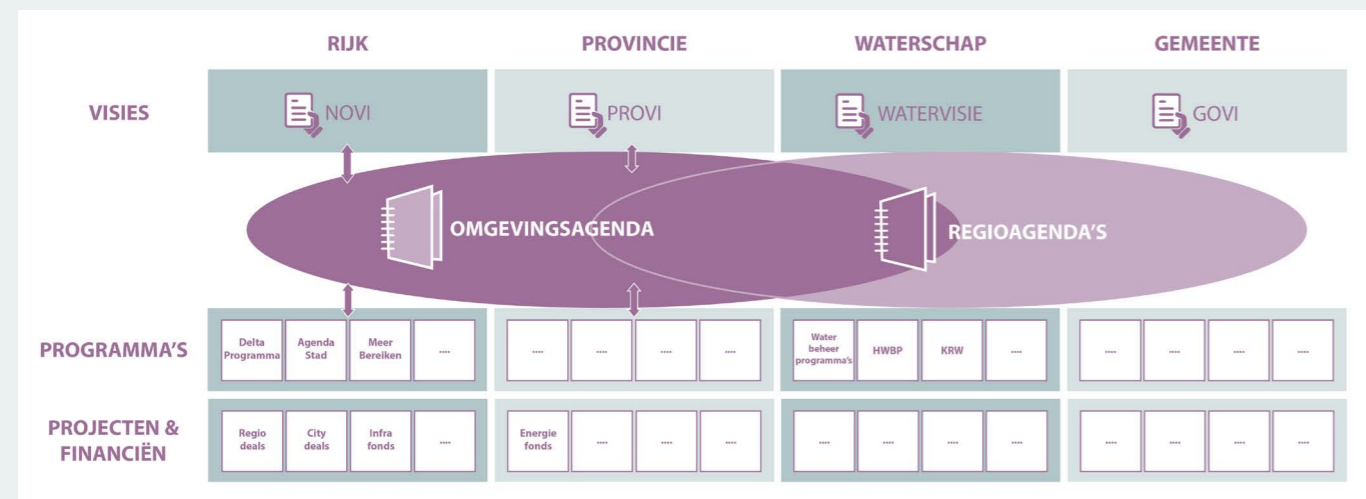 RIJK PROVINCIE WATERSCHAP GEMEENTE
VISIES NOVI PROVI WATERVISIE GOVI
OMGEVINGSAGENDA REGIOAGENDA'S
PROGRAMMA'S
Delta
Programma
Agenda
Stad
Meer
Bereiken
....
....
....
....
....
Water
beheer
programma's
HWBP
KRW
....
....
....
....
....
PROJECTEN &
FINANCIËN
Regio
deals
City
deals
Infra
fonds
....
Energie
fonds
....
....
....
....
....
....
....
....
....
....
....